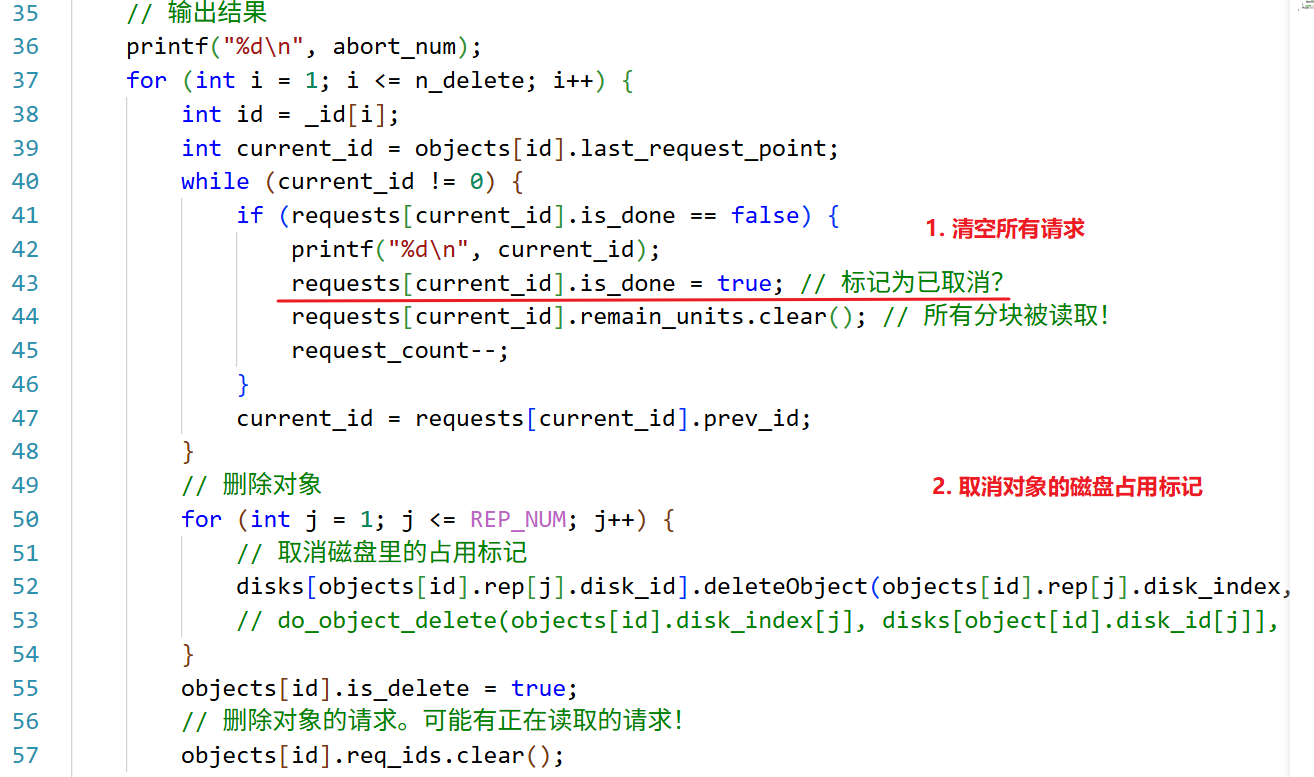 35 // 输出结果
36 printf("%d\n", abort_num);
37 for (int i = 1; i <= n_delete; i++) {
38 int id = _id[i];
39 int current_id = objects[id].last_request_point;
40 while (current_id != 0) {
41 if (requests[current_id].is_done == false) {
1. 清空所有请求
42 printf("%d\n", current_id);
43 requests[current_id].is_done = true; // 标记为已取消?
44 requests[current_id].remain_units.clear(); // 所有分块被读取!
45 request_count--;
46 }
47 current_id = requests[current_id].prev_id;
48 }
49 // 删除对象
2. 取消对象的磁盘占用标记
50 for (int j = 1; j <= REP_NUM; j++) {
51 // 取消磁盘里的占用标记
52 disks[objects[id].rep[j].disk_id].deleteObject(objects[id].rep[j].disk_index,
53 // do_object_delete(objects[id].disk_index[j], disks[object[id].disk_id[j]],
54 }
55 objects[id].is_delete = true;
56 // 删除对象的请求。可能有正在读取的请求!
57 objects[id].req_ids.clear();